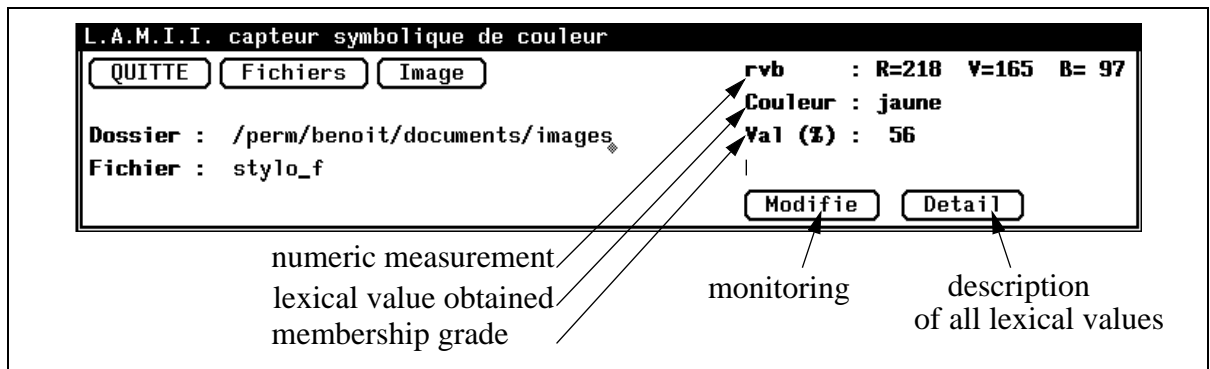 L.A.M.I.I. capteur symbolique de couleur
QUITTE Fichiers Image
rvb : R=218 V=165 B= 97
Couleur : jaune
Dossier : /perm/benoit/documents/images
Val (%) : 56
Fichier : stylo_f
Modifie Detail
numeric measurement
lexical value obtained
membership grade
monitoring
description
of all lexical values